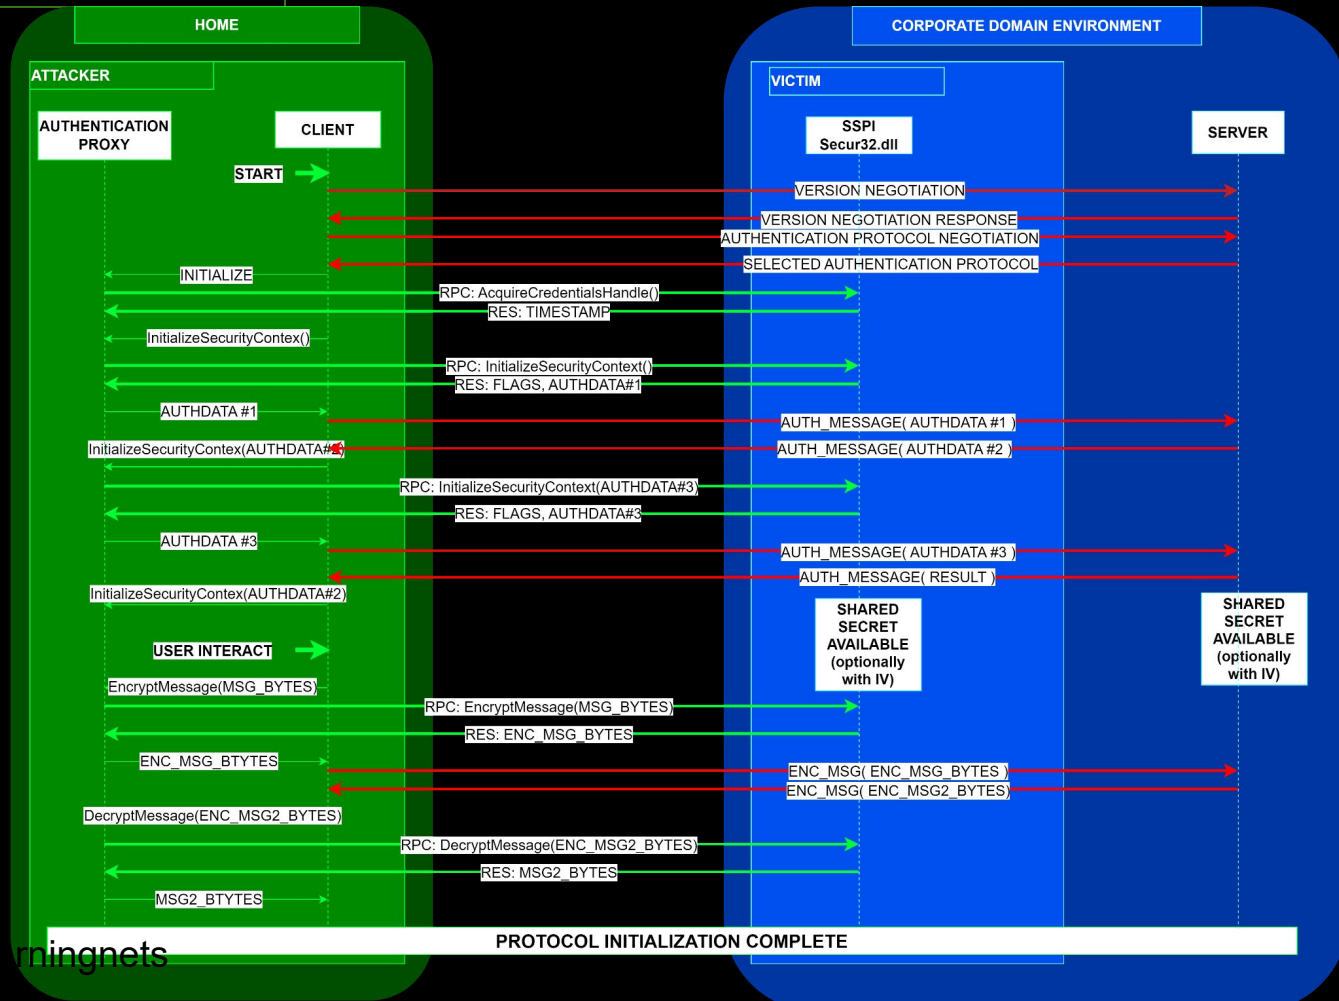 HOME
CORPORATE DOMAIN ENVIRONMENT
ATTACKER
VICTIM
AUTHENTICATION
PROXY
CLIENT
SSPI
Secur32.dll
SERVER
START
VERSION NEGOTIATION
VERSION NEGOTIATION RESPONSE
AUTHENTICATION PROTOCOL NEGOTIATION
SELECTED AUTHENTICATION PROTOCOL
INITIALIZE
RPC: AcquireCredentialsHandle()
RES: TIMESTAMP
InitializeSecurityContex()
RPC: InitializeSecurityContext()
RES: FLAGS, AUTHDATA#1
AUTHDATA #1
AUTH_MESSAGE( AUTHDATA #1 )
InitializeSecurityContex(AUTHDATA#2)
AUTH_MESSAGE( AUTHDATA #2 )
RPC: InitializeSecurityContext(AUTHDATA#3)
RES: FLAGS, AUTHDATA#3
AUTHDATA #3
AUTH_MESSAGE( AUTHDATA #3 )
AUTH_MESSAGE( RESULT )
InitializeSecurityContex(AUTHDATA#2)
SHARED
SECRET
AVAILABLE
(optionally
with IV)
SHARED
SECRET
AVAILABLE
(optionally
with IV)
USER INTERACT
EncryptMessage(MSG_BYTES)
RPC: EncryptMessage(MSG_BYTES)
RES: ENC_MSG_BYTES
ENC_MSG_BTYTES
ENC_MSG( ENC_MSG_BYTES )
ENC_MSG( ENC_MSG2_BYTES)
DecryptMessage(ENC_MSG2_BYTES)
RPC: DecryptMessage(ENC_MSG2_BYTES)
RES: MSG2_BYTES
MSG2_BTYTES
PROTOCOL INITIALIZATION COMPLETE
rningnets